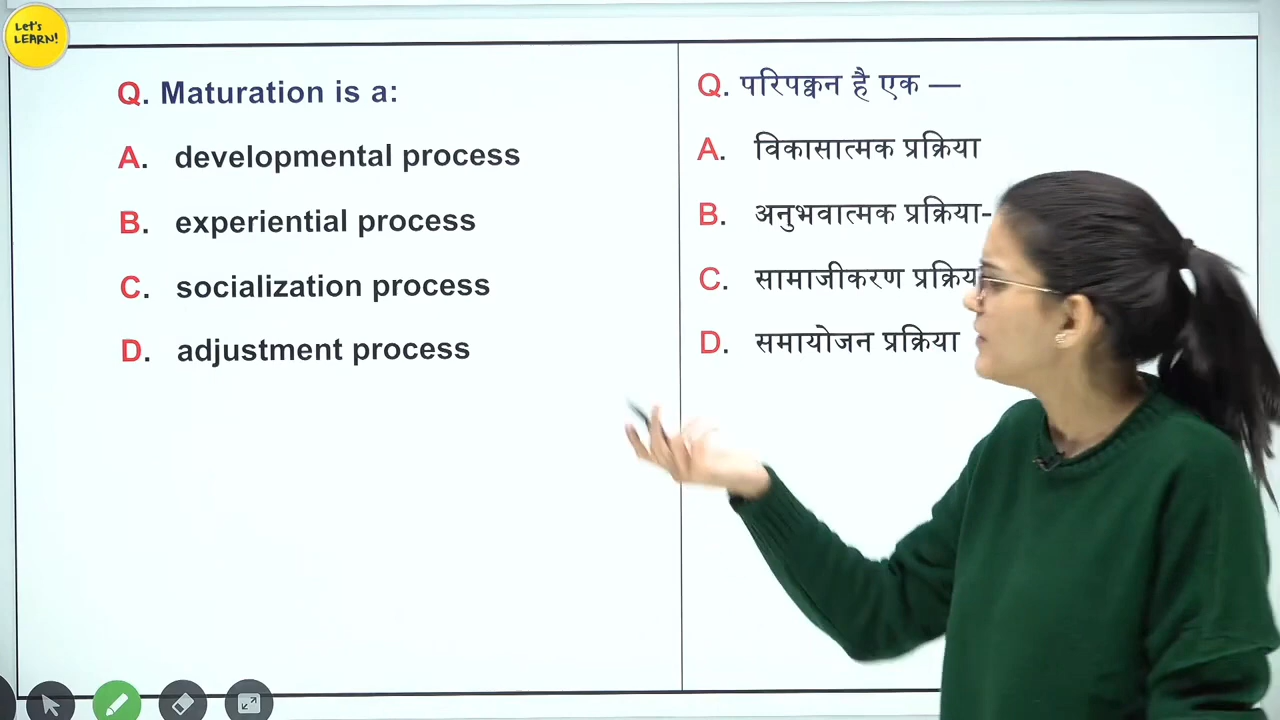 Let's
LEARN!
Q. Maturation is a:
A. developmental process
B. experiential process
C. socialization process
D. adjustment process
Q. परिपक्वन है एक —
A. विकासात्मक प्रक्रिया
B. अनुभवात्मक प्रक्रिया-
C. सामाजीकरण
D. समायोजन प्रक्रिया